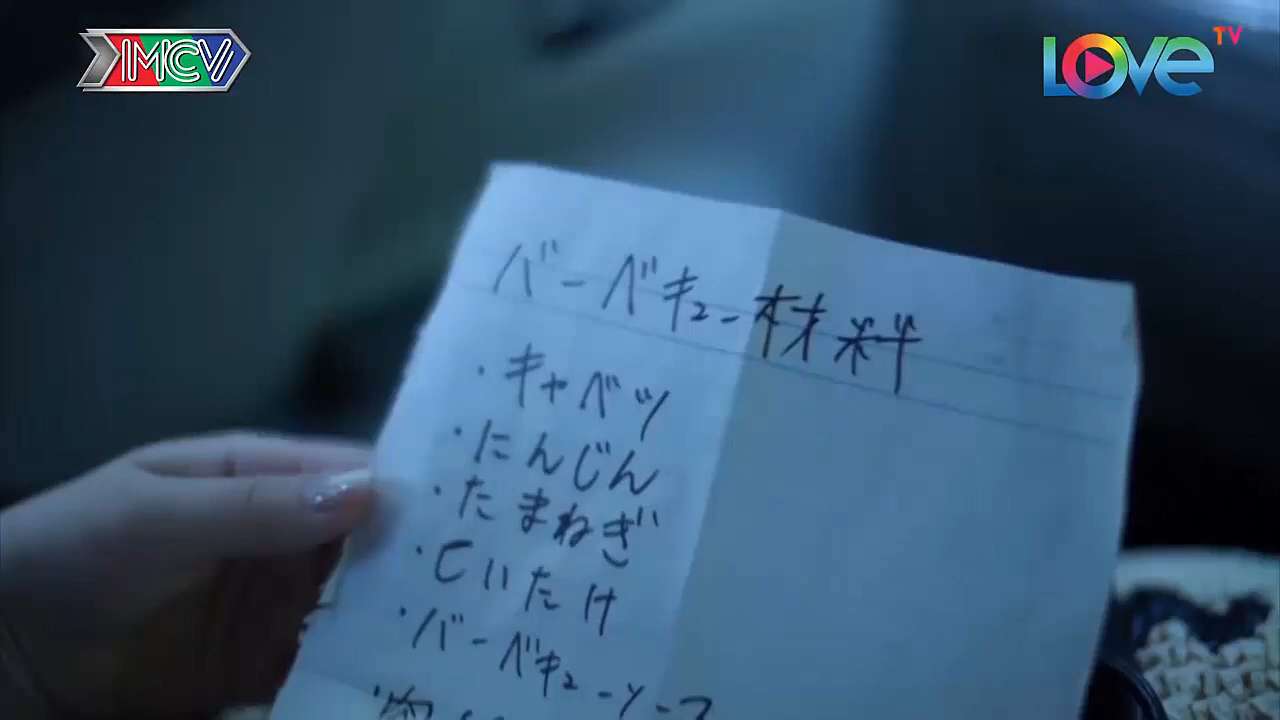 MCV
LOVE TV
バーベキュー材料
・キャベツ
・にんじん
・たまねぎ
・しいたけ
・バーベキューソース